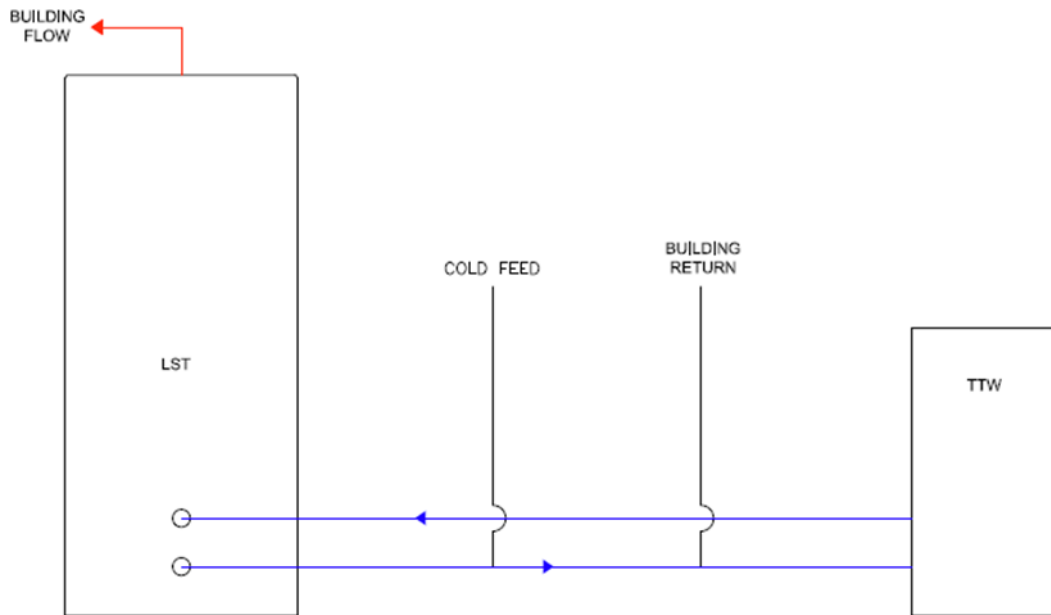 BUILDING
FLOW
COLD FEED
BUILDING
RETURN
LST
TTW